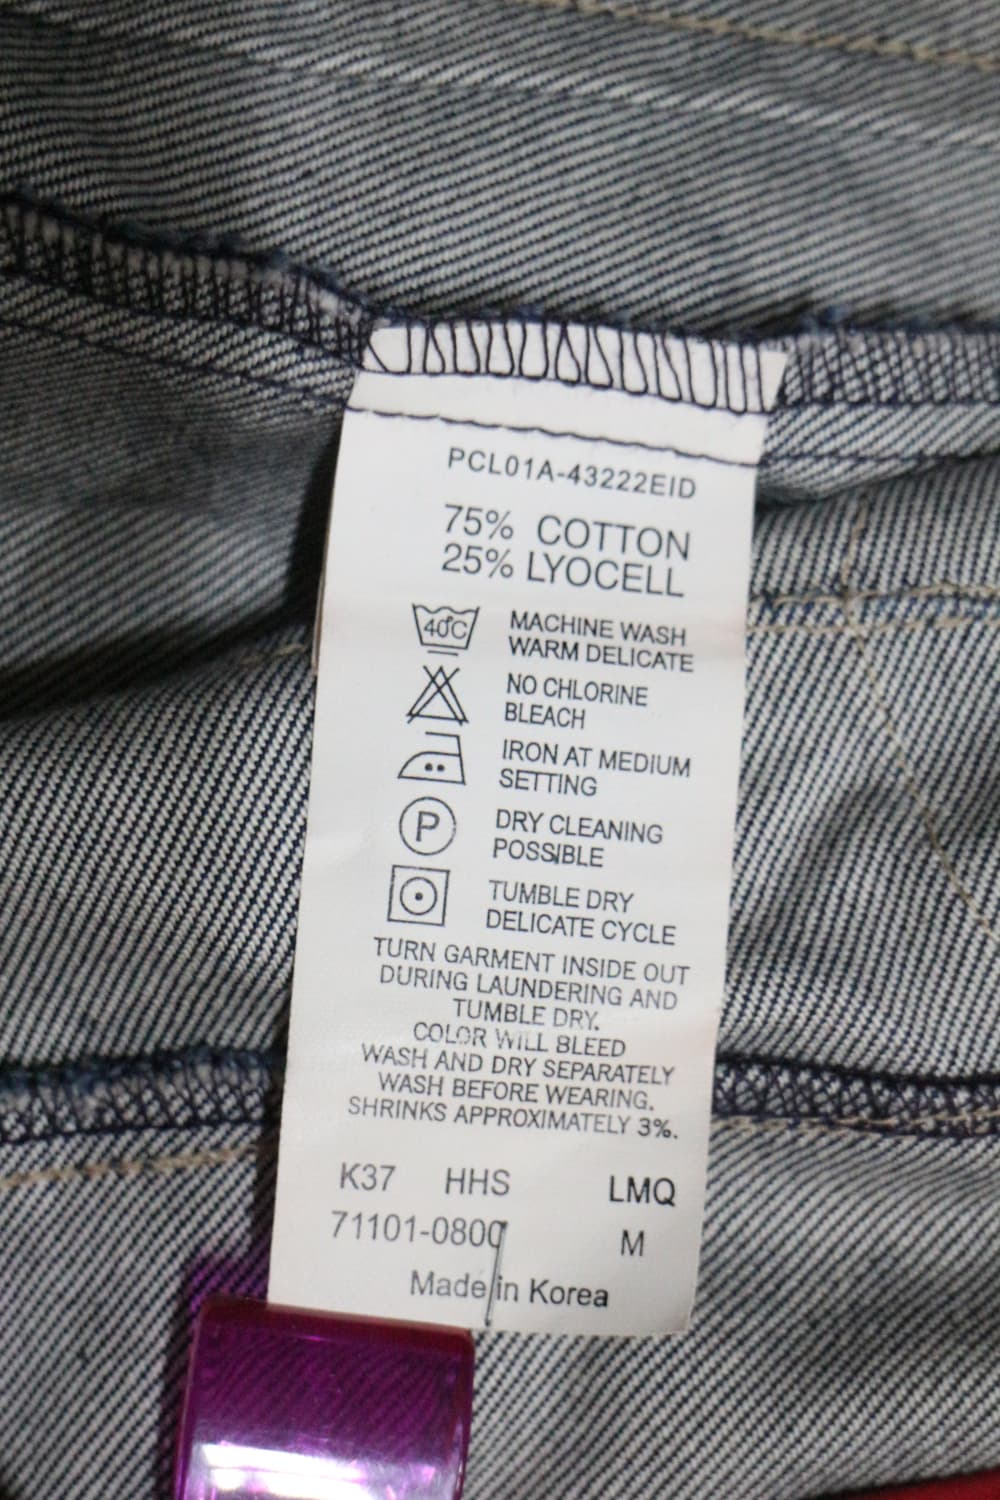 PCL01A-43222EID
75% COTTON
25% LYOCELL
40°C MACHINE WASH
WARM DELICATE
NO CHLORINE
BLEACH
IRON AT MEDIUM
SETTING
P DRY CLEANING
POSSIBLE
TUMBLE DRY
DELICATE CYCLE
TURN GARMENT INSIDE OUT
DURING LAUNDERING AND
TUMBLE DRY.
COLOR WILL BLEED
WASH AND DRY SEPARATELY
WASH BEFORE WEARING.
SHRINKS APPROXIMATELY 3%.
K37 HHS LMQ
71101-0800 M
Made in Korea